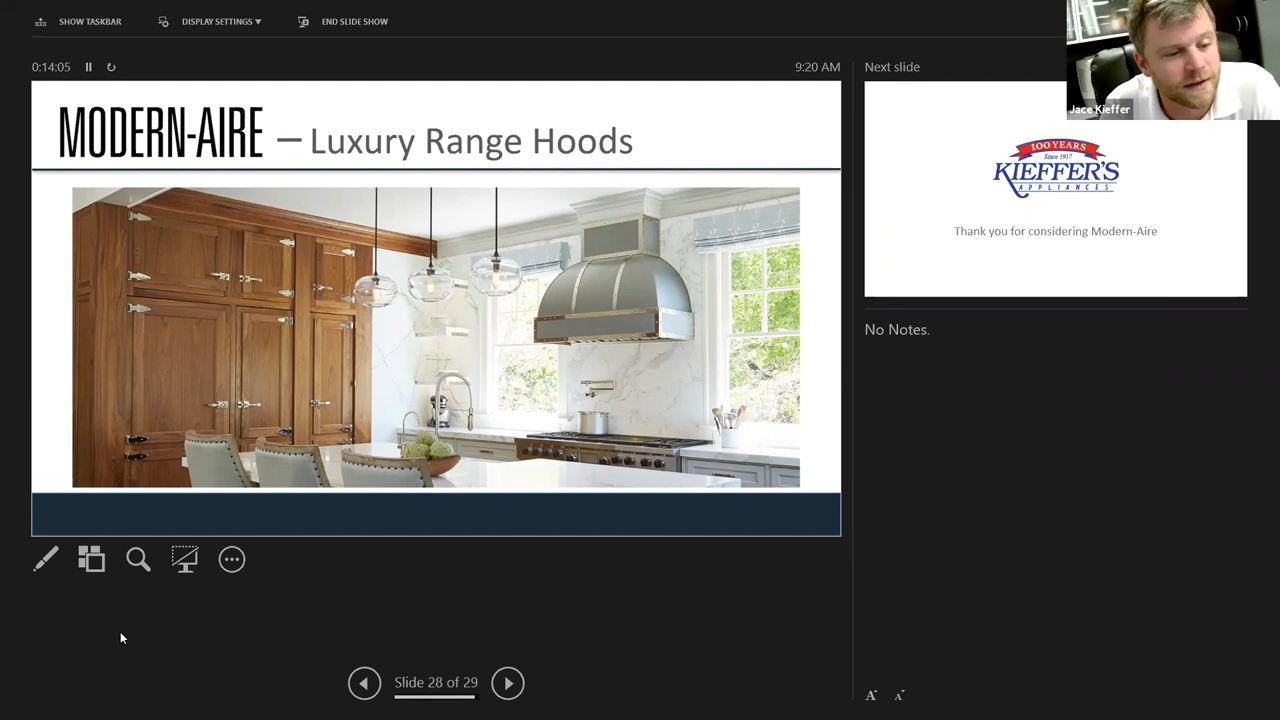 SHOW TASKBAR
DISPLAY SETTINGS ▼
END SLIDE SHOW
0:14:05
9:20 AM
Next slide
Jace Kieffer
MODERN-AIRE – Luxury Range Hoods
100 YEARS
Since 1917
KIEFFER'S
APPLIANCES
Thank you for considering Modern-Aire
No Notes.
Slide 28 of 29
A
A